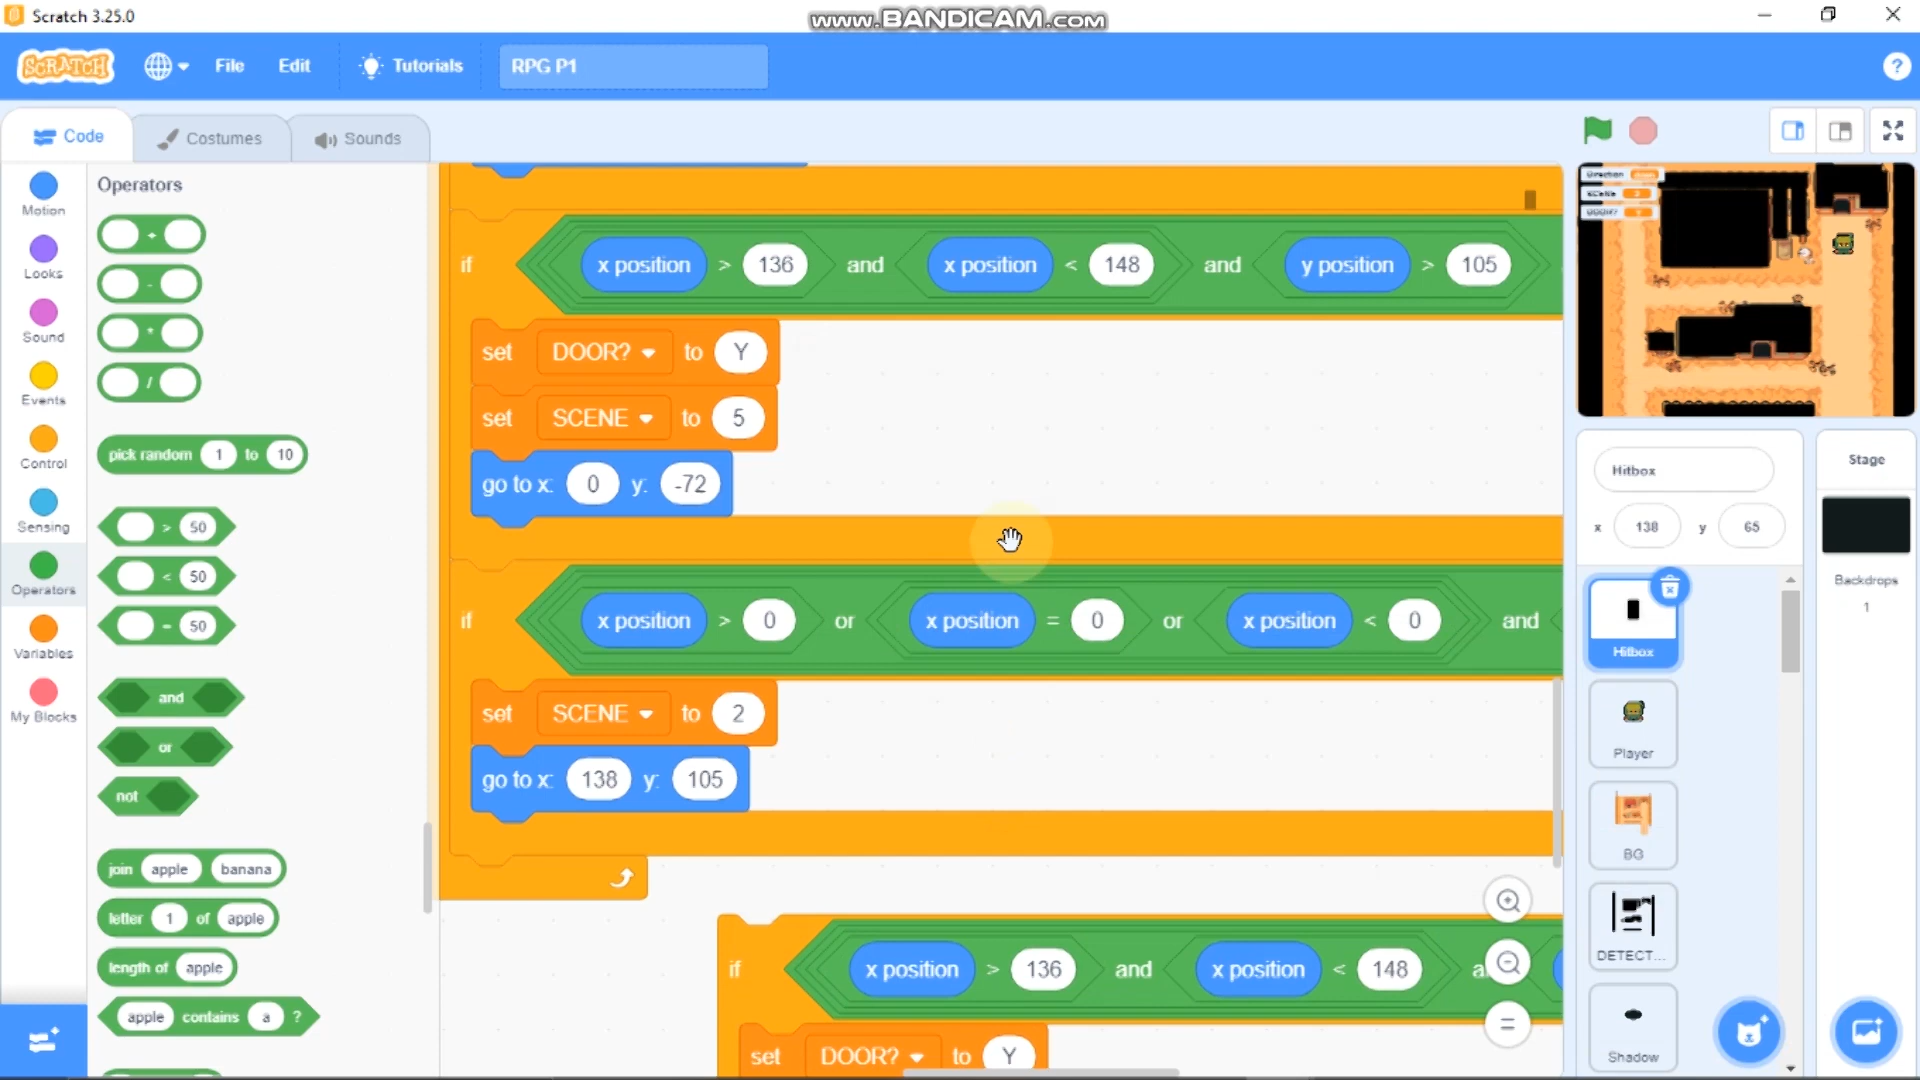 Scratch 3.25.0
www.BANDICAM.com
SCRATCH
File
Edit
Tutorials
RPG P1
?
Code
Costumes
Sounds
Motion
Looks
Sound
Events
Control
Sensing
Operators
Variables
My Blocks
Operators
+
-
*
/
pick random 1 to 10
> 50
< 50
= 50
and
or
not
join apple banana
letter 1 of apple
length of apple
apple contains a ?
if x position > 136 and x position < 148 and y position > 105
set DOOR? to Y
set SCENE to 5
go to x: 0 y: -72
if x position > 0 or x position = 0 or x position < 0 and
set SCENE to 2
go to x: 138 y: 105
if x position > 136 and x position < 148
set DOOR? to Y
Direction
SCENE
DOOR?
Hitbox
x 138 y 65
Hitbox
Player
BG
DETECT...
Shadow
Stage
Backdrops
1